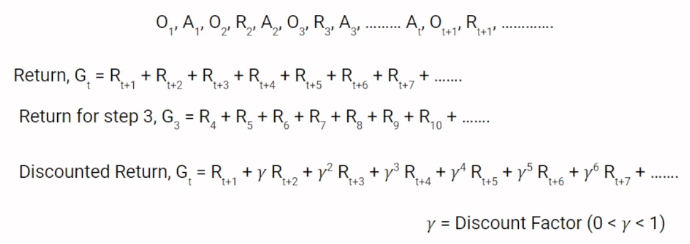 O₁, A₁, O₂, R₂, A₂, O₃, R₃, A₃, ......... Aₜ, Oₜ₊₁, Rₜ₊₁, .............
Return, Gₜ = Rₜ₊₁ + Rₜ₊₂ + Rₜ₊₃ + Rₜ₊₄ + Rₜ₊₅ + Rₜ₊₆ + Rₜ₊₇ + .......
Return for step 3, G₃ = R₄ + R₅ + R₆ + R₇ + R₈ + R₉ + R₁₀ + .......
Discounted Return, Gₜ = Rₜ₊₁ + γ Rₜ₊₂ + γ² Rₜ₊₃ + γ³ Rₜ₊₄ + γ⁴ Rₜ₊₅ + γ⁵ Rₜ₊₆ + γ⁶ Rₜ₊₇ + .......
γ = Discount Factor (0 < γ < 1)